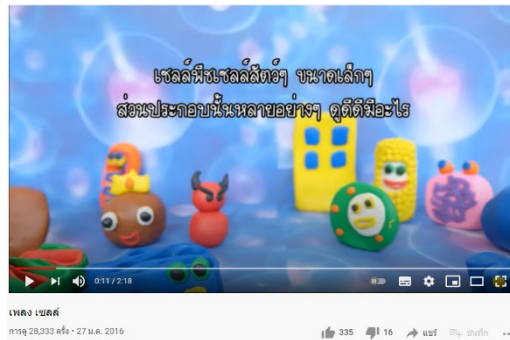 เซลล์พืชเซลล์สัตว์ๆ ขนาดเล็กๆ
ส่วนประกอบนั้นหลายอย่างๆ ดูดีดีมีอะไร
0:11 / 2:18
เพลง เซลล์
การดู 28,333 ครั้ง • 27 ม.ค. 2016
335
16
แชร์
บันทึก